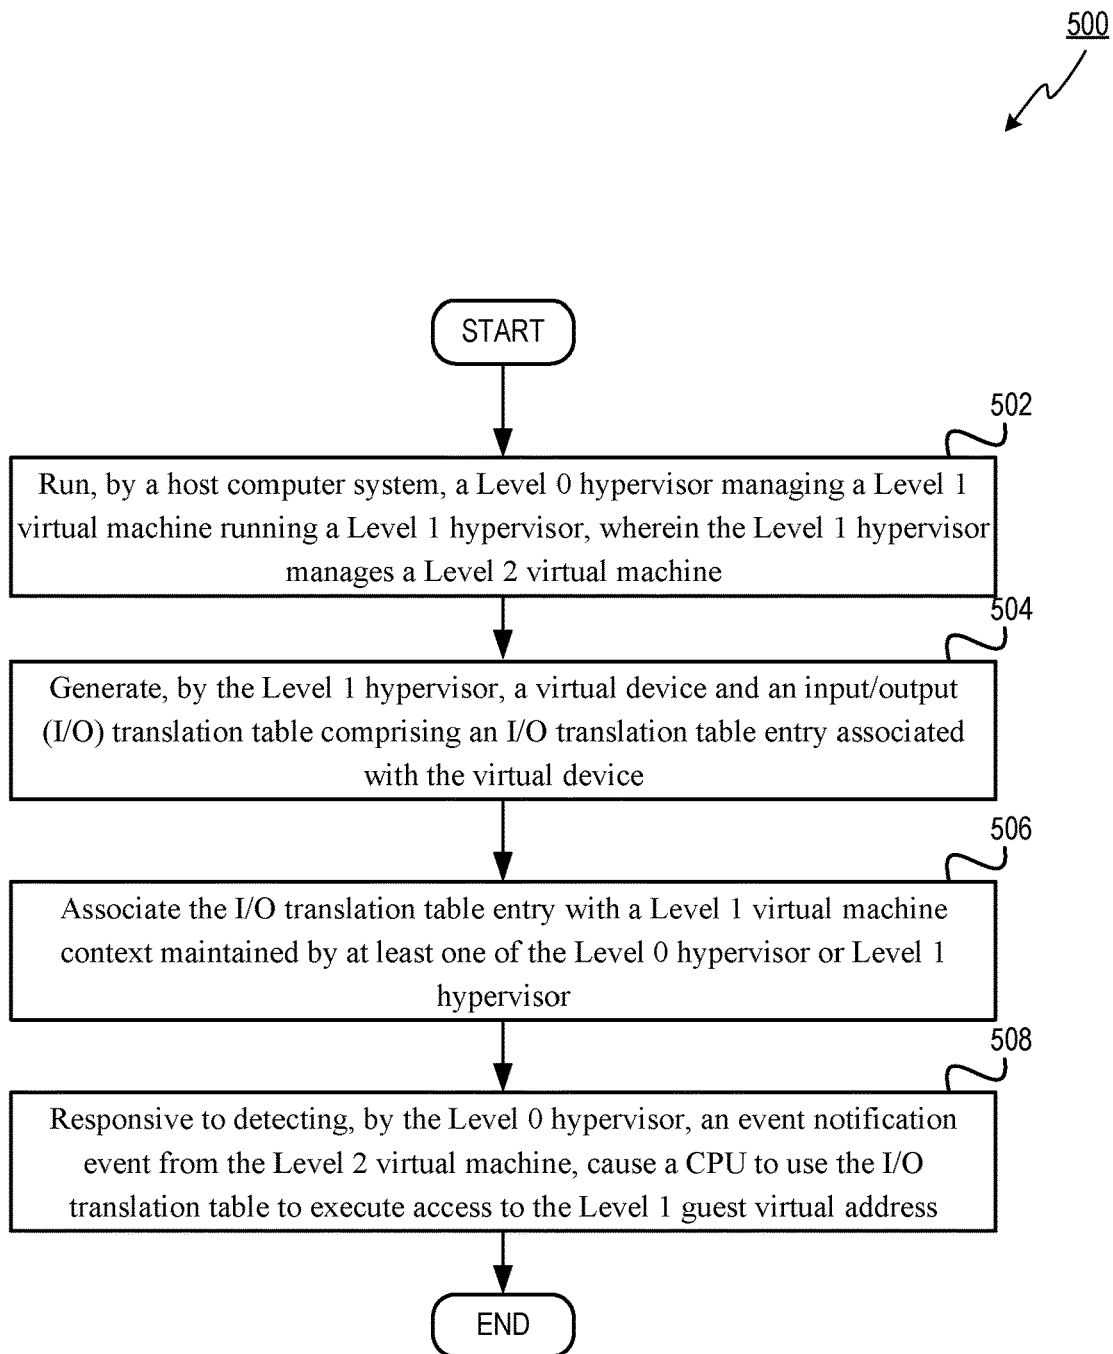 500
START
502
Run, by a host computer system, a Level 0 hypervisor managing a Level 1
virtual machine running a Level 1 hypervisor, wherein the Level 1 hypervisor
manages a Level 2 virtual machine
504
Generate, by the Level 1 hypervisor, a virtual device and an input/output
(I/O) translation table comprising an I/O translation table entry associated
with the virtual device
506
Associate the I/O translation table entry with a Level 1 virtual machine
context maintained by at least one of the Level 0 hypervisor or Level 1
hypervisor
508
Responsive to detecting, by the Level 0 hypervisor, an event notification
event from the Level 2 virtual machine, cause a CPU to use the I/O
translation table to execute access to the Level 1 guest virtual address
END